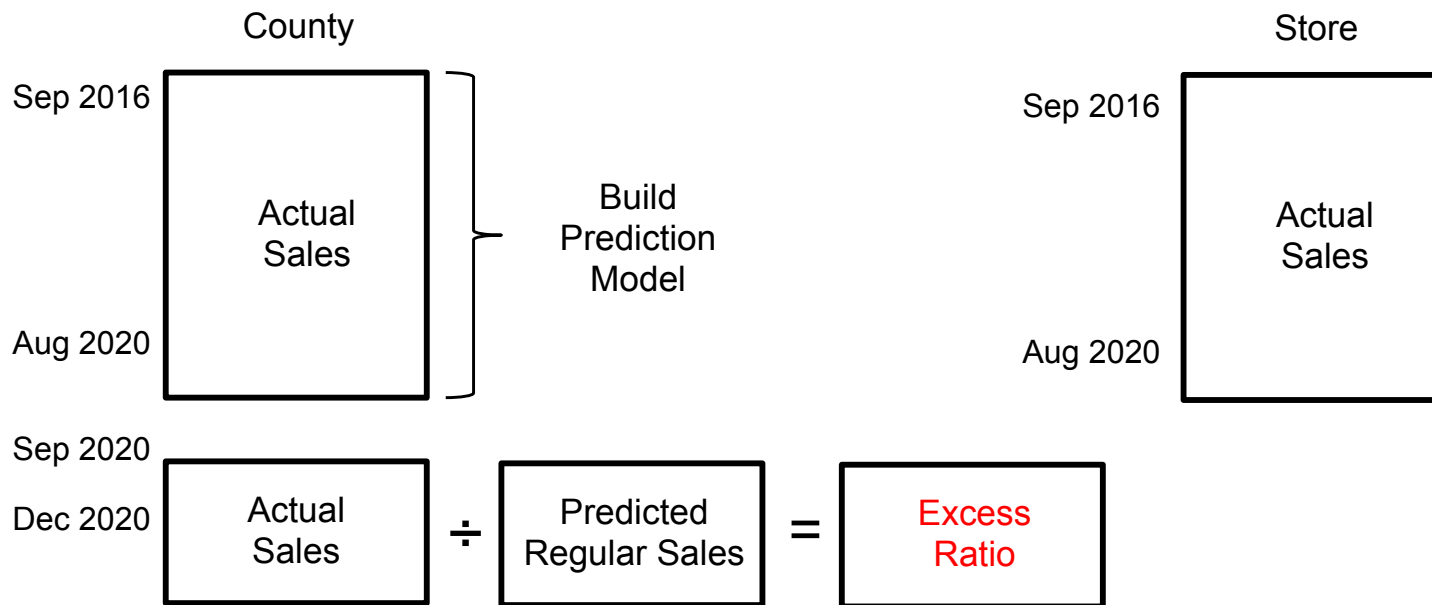 County
Store
Sep 2016
Sep 2016
Actual
Sales
Build
Prediction
Model
Actual
Sales
Aug 2020
Aug 2020
Sep 2020
Dec 2020
Actual
Sales
÷
Predicted
Regular Sales
=
Excess
Ratio